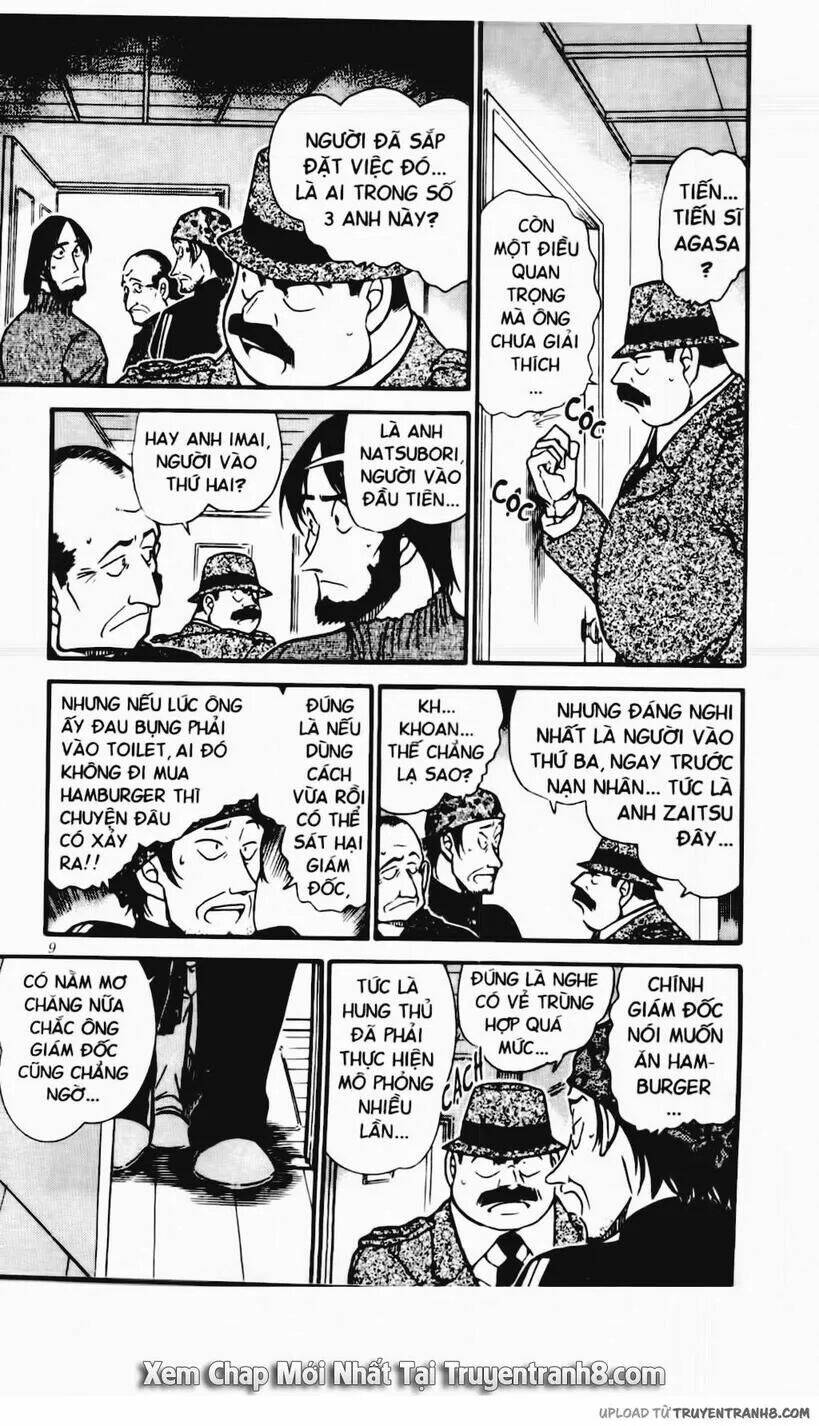 TIẾN...
TIẾN SĨ
AGASA
?
CÒN
MỘT ĐIỀU
QUAN
TRỌNG
MÀ ÔNG
CHƯA GIẢI
THÍCH
...
CỘC
CỘC
NGƯỜI ĐÃ SẮP
ĐẶT VIỆC ĐÓ...
LÀ AI TRONG SỐ
3 ANH NÀY?
LÀ ANH
NATSUBORI,
NGƯỜI VÀO
ĐẦU TIÊN...
HAY ANH IMAI,
NGƯỜI VÀO
THỨ HAI?
NHƯNG ĐÁNG NGHI
NHẤT LÀ NGƯỜI VÀO
THỨ BA, NGAY TRƯỚC
NẠN NHÂN... TỨC LÀ
ANH ZAITSU
ĐÂY...
KH...
KHOAN...
THẾ CHẲNG
LẠ SAO?
ĐÚNG
LÀ NẾU
DÙNG
CÁCH
VỪA RỒI
CÓ THỂ
SÁT HẠI
GIÁM
ĐỐC,
NHƯNG NẾU LÚC ÔNG
ẤY ĐAU BỤNG PHẢI
VÀO TOILET, AI ĐÓ
KHÔNG ĐI MUA
HAMBURGER THÌ
CHUYỆN ĐÂU
CÓ XẢY
RA!!
9
CHÍNH
GIÁM ĐỐC
NÓI MUỐN
ĂN HAM-
BURGER
...
ĐÚNG LÀ NGHE
CÓ VẺ TRÙNG
HỢP QUÁ
MỨC...
TỨC LÀ
HUNG THỦ
ĐÃ PHẢI
THỰC HIỆN
MÔ PHỎNG
NHIỀU
LẦN...
CẠCH
CÓ NẰM MƠ
CHĂNG NỮA
CHẮC ÔNG
GIÁM ĐỐC
CŨNG CHẲNG
NGỜ...
Xem Chap Mới Nhất Tại Truyentranh8.com
UPLOAD TỪ TRUYENTRANH8.COM